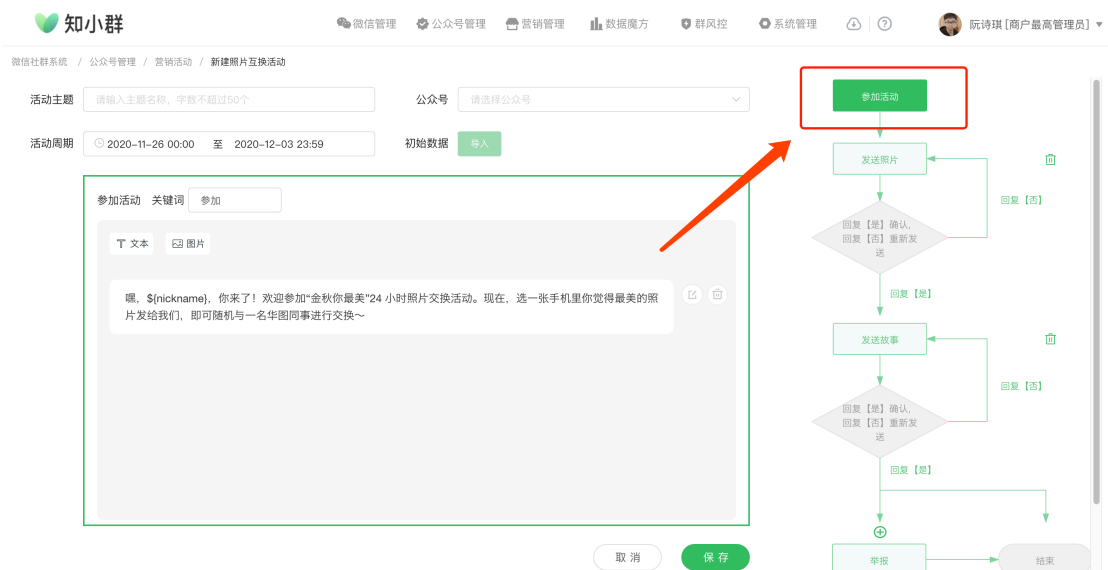 知小群
微信管理
公众号管理
营销管理
数据魔方
群风控
系统管理
阮诗琪 [商户最高管理员]
微信社群系统 / 公众号管理 / 营销活动 / 新建照片互换活动
活动主题 请输入主题名称，字数不超过50个
公众号 请选择公众号
活动周期 2020-11-26 00:00 至 2020-12-03 23:59
初始数据 导入
参加活动 关键词 参加
文本 图片
嘿，${nickname}，你来了！欢迎参加“金秋你最美”24 小时照片交换活动。现在，选一张手机里你觉得最美的照
片发给我们，即可随机与一名华图同事进行交换～
取消
保存
参加活动
发送照片
回复【否】
回复【是】确认，
回复【否】重新发
送
回复【是】
发送故事
回复【否】
回复【是】确认，
回复【否】重新发
送
回复【是】
举报
结束